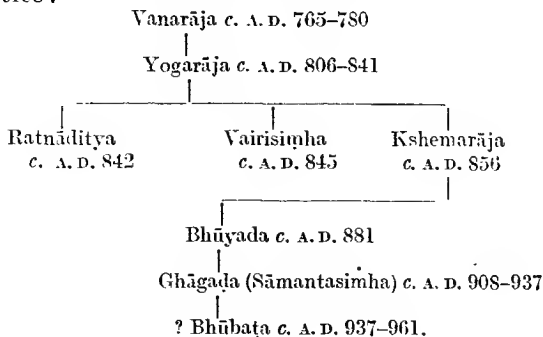 Vanarāja c. A. D. 765–780
Yogarāja c. A. D. 806–841
Ratnāditya Vairisiṃha Kshemarāja
c. A. D. 842 c. A. D. 845 c. A. D. 856
Bhūyada c. A. D. 881
Ghāgaḍa (Sāmantasiṁha) c. A. D. 908–937
? Bhūbaṭa c. A. D. 937–961.